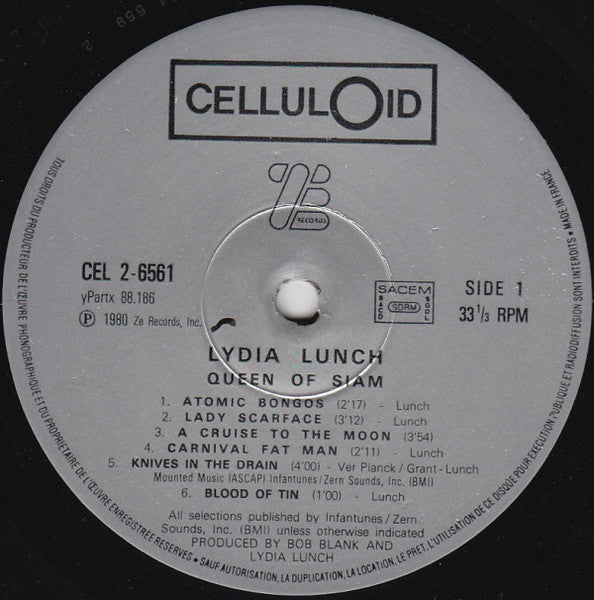 CELLULOID
ZE
RECORDS
CEL 2-6561
yPartx 88.186
Ⓟ 1980 Ze Records, Inc.
SACEM
SACD
SDRM
SGDL
SIDE 1
33 1/3 RPM
LYDIA LUNCH
QUEEN OF SIAM
1. ATOMIC BONGOS (2'17) - Lunch
2. LADY SCARFACE (3'12) - Lunch
3. A CRUISE TO THE MOON (3'54)
4. CARNIVAL FAT MAN (2'11) - Lunch
5. KNIVES IN THE DRAIN (4'00) - Ver Planck / Grant-Lunch
Mounted Music (ASCAP) Infantunes / Zern Sounds, Inc. (BMI)
6. BLOOD OF TIN (1'00) - Lunch
All selections published by Infantunes / Zern
Sounds, Inc. (BMI) unless otherwise indicated
PRODUCED BY BOB BLANK AND
LYDIA LUNCH
TOUS DROITS DU PRODUCTEUR DE L'ŒUVRE PHONOGRAPHIQUE ET DU PROPRIETAIRE DE L'ŒUVRE ENREGISTREE RESERVES • SAUF AUTORISATION, LA DUPLICATION, LA LOCATION, LE PRET, L'UTILISATION DE CE DISQUE POUR EXECUTION PUBLIQUE ET RADIODIFFUSION SONT INTERDITS • MADE IN FRANCE